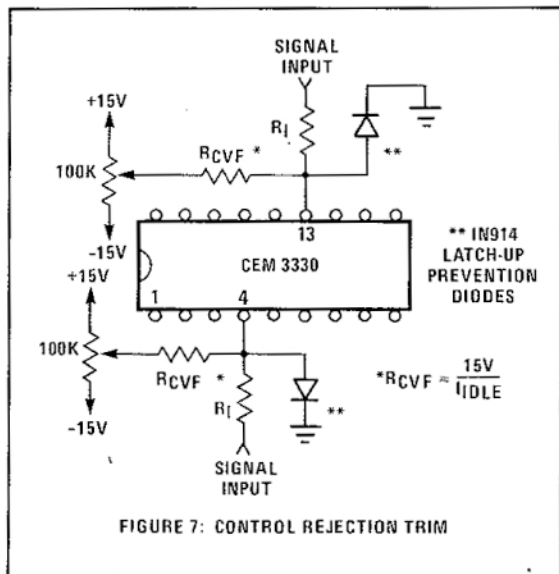 SIGNAL
INPUT
+15V
RI
**
RCVF *
100K
-15V
13
** IN914
LATCH-UP
PREVENTION
DIODES
CEM 3330
+15V
1
4
100K
RCVF *
*RCVF = 15V
IIDLE
RI
**
-15V
SIGNAL
INPUT
FIGURE 7: CONTROL REJECTION TRIM